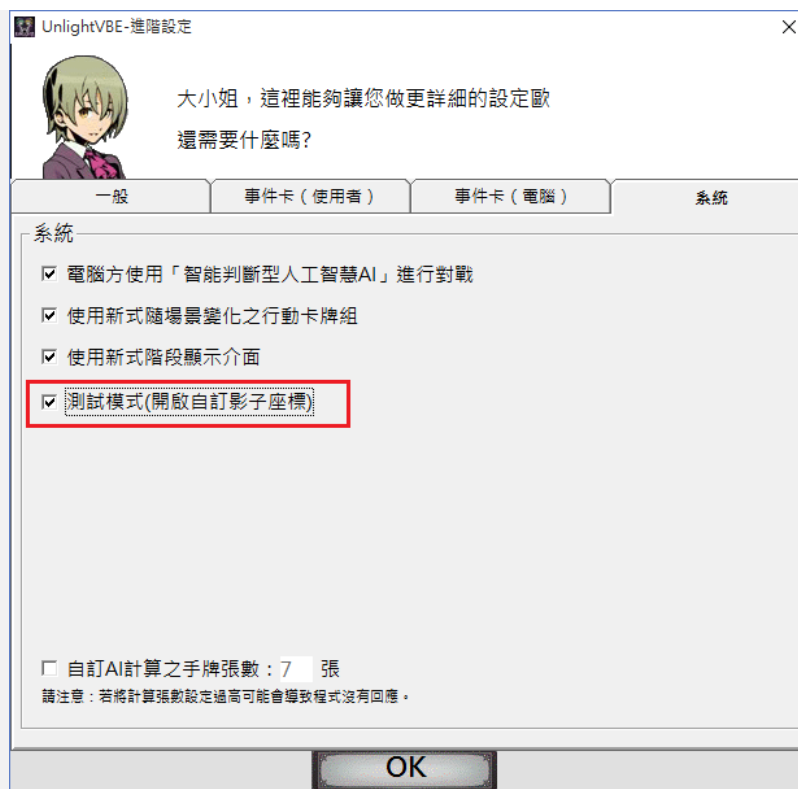 UnlightVBE-進階設定
大小姐，這裡能夠讓您做更詳細的設定歐
還需要什麼嗎?
一般
事件卡（使用者）
事件卡（電腦）
系統
系統
電腦方使用「智能判斷型人工智慧AI」進行對戰
使用新式隨場景變化之行動卡牌組
使用新式階段顯示介面
測試模式(開啟自訂影子座標)
自訂AI計算之手牌張數：7 張
請注意：若將計算張數設定過高可能會導致程式沒有回應。
OK